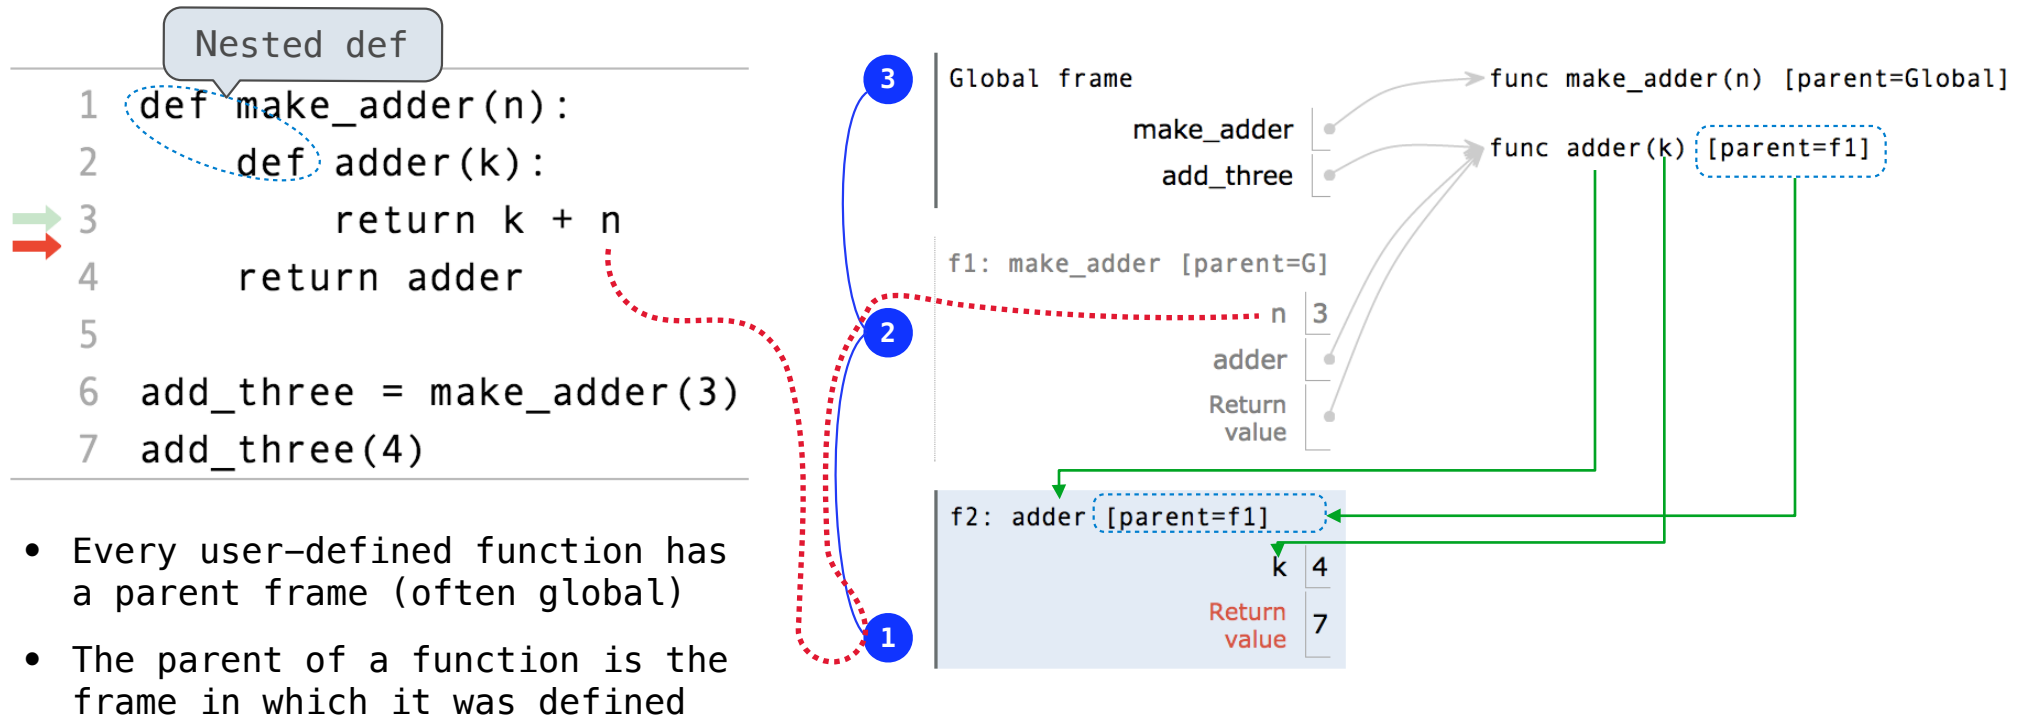 Nested def
1 def make_adder(n):
2 def adder(k):
3 return k + n
4 return adder
5
6 add_three = make_adder(3)
7 add_three(4)
• Every user-defined function has
a parent frame (often global)
• The parent of a function is the
frame in which it was defined
3
2
1
Global frame
make_adder
add_three
func make_adder(n) [parent=Global]
func adder(k) [parent=f1]
f1: make_adder [parent=G]
n 3
adder
Return
value
f2: adder [parent=f1]
k 4
Return
value 7